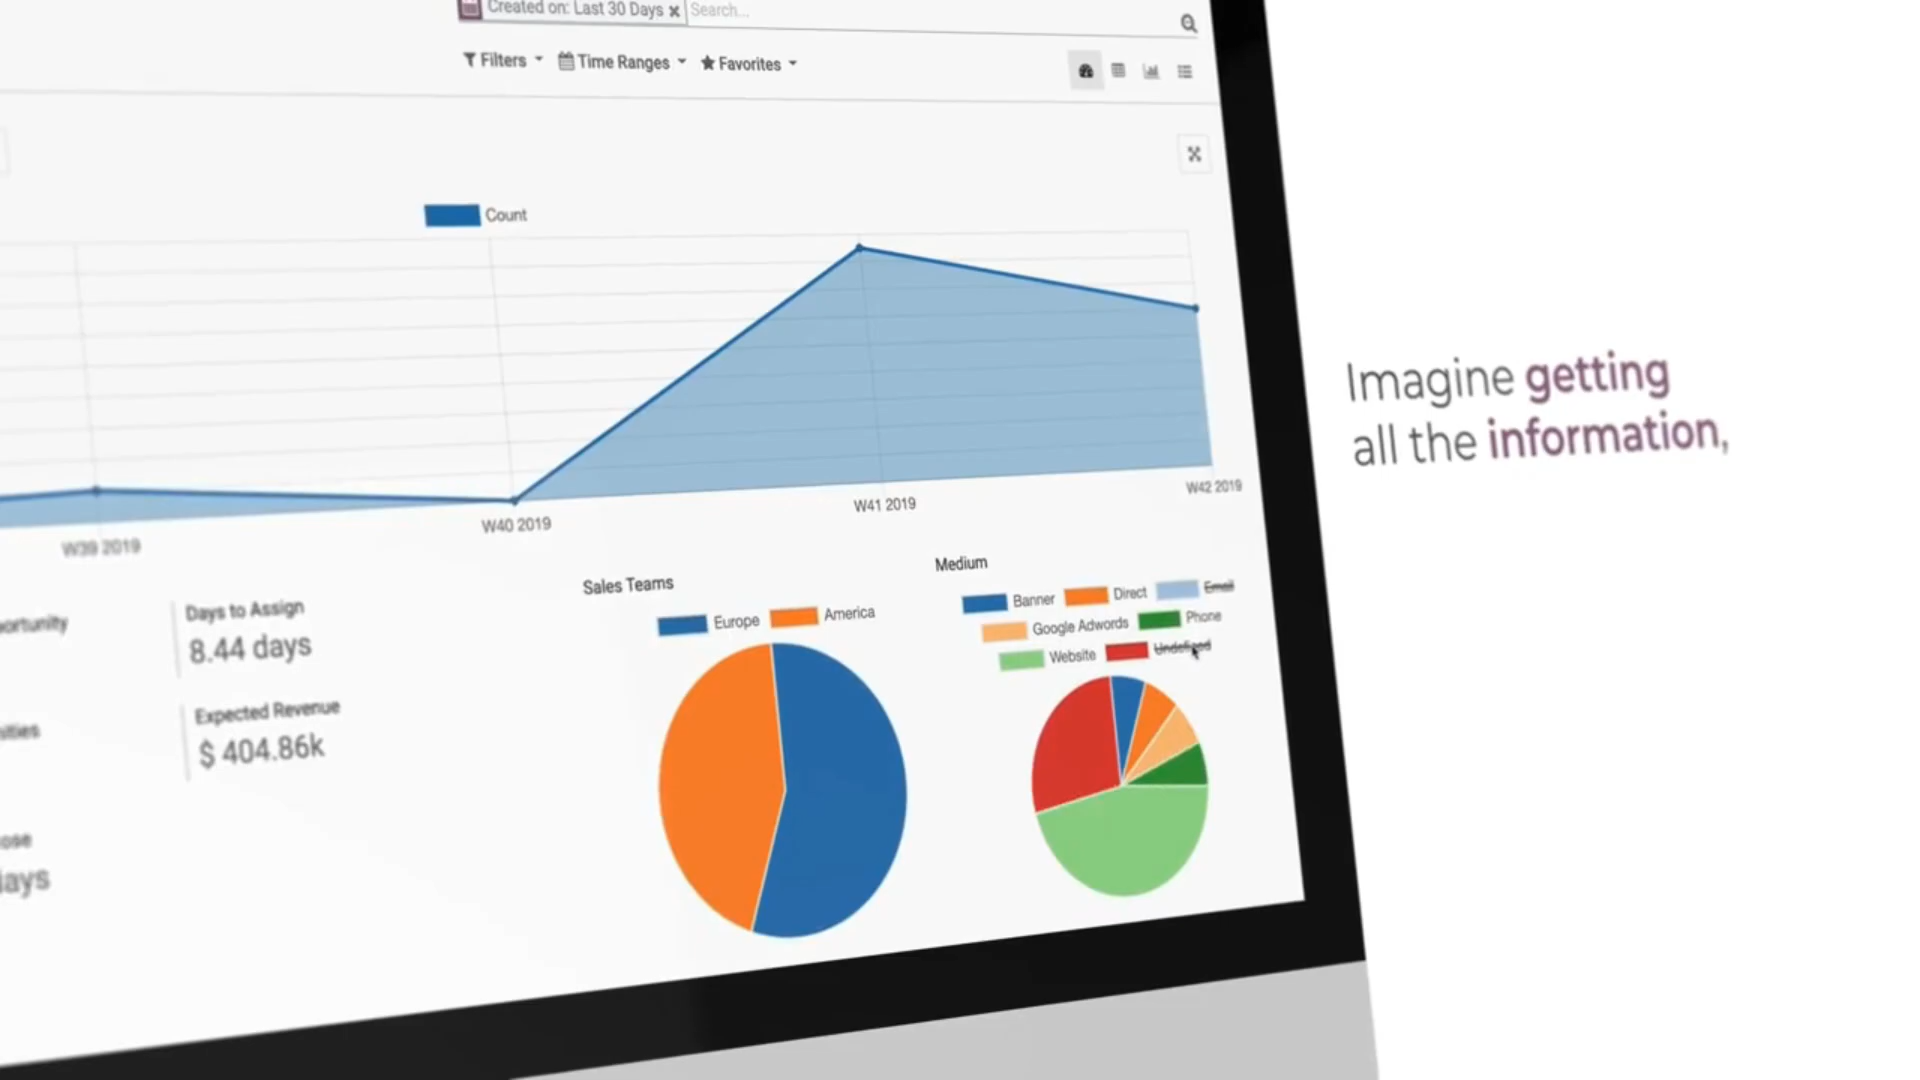 Created on: Last 30 Days
Search...
Filters
Time Ranges
Favorites
Count
W39 2019
W40 2019
W41 2019
W42 2019
Imagine getting
all the information,
Days to Assign
8.44 days
Expected Revenue
$ 404.86k
Sales Teams
Europe America
Medium
Banner Direct Email
Google Adwords Phone
Website Undefined